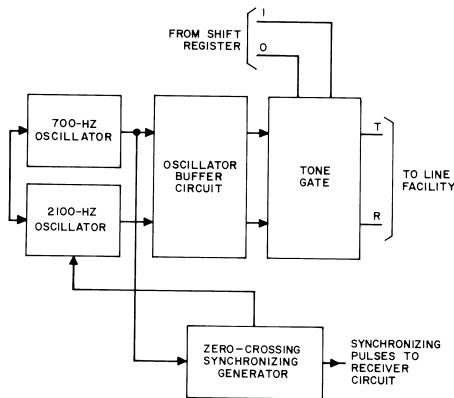 1
FROM SHIFT
REGISTER
0
700-HZ
OSCILLATOR
2100-HZ
OSCILLATOR
OSCILLATOR
BUFFER
CIRCUIT
TONE
GATE
T
R
TO LINE
FACILITY
ZERO-CROSSING
SYNCHRONIZING
GENERATOR
SYNCHRONIZING
PULSES TO
RECEIVER
CIRCUIT